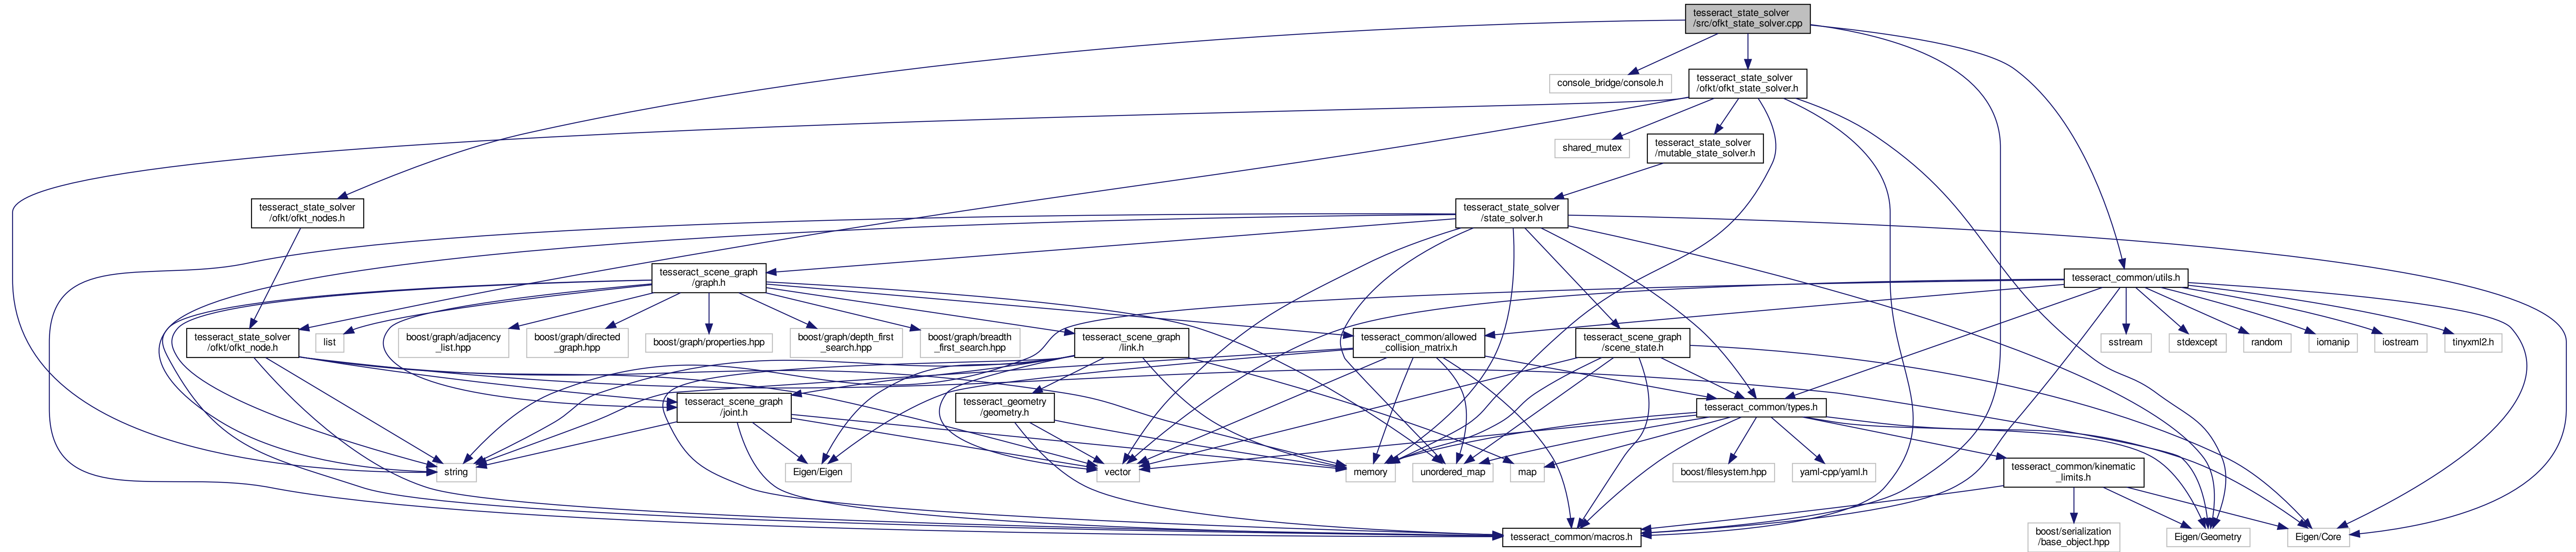 tesseract_state_solver
/src/ofkt_state_solver.cpp
console_bridge/console.h
tesseract_state_solver
/ofkt/ofkt_state_solver.h
shared_mutex
tesseract_state_solver
/mutable_state_solver.h
tesseract_state_solver
/ofkt/ofkt_nodes.h
tesseract_state_solver
/state_solver.h
tesseract_scene_graph
/graph.h
tesseract_common/utils.h
tesseract_state_solver
/ofkt/ofkt_node.h
list
boost/graph/adjacency
_list.hpp
boost/graph/directed
_graph.hpp
boost/graph/properties.hpp
boost/graph/depth_first
_search.hpp
boost/graph/breadth
_first_search.hpp
tesseract_scene_graph
/link.h
tesseract_common/allowed
_collision_matrix.h
tesseract_scene_graph
/scene_state.h
sstream
stdexcept
random
iomanip
iostream
tinyxml2.h
tesseract_scene_graph
/joint.h
tesseract_geometry
/geometry.h
tesseract_common/types.h
string
Eigen/Eigen
vector
memory
unordered_map
map
boost/filesystem.hpp
yaml-cpp/yaml.h
tesseract_common/kinematic
_limits.h
tesseract_common/macros.h
boost/serialization
/base_object.hpp
Eigen/Geometry
Eigen/Core